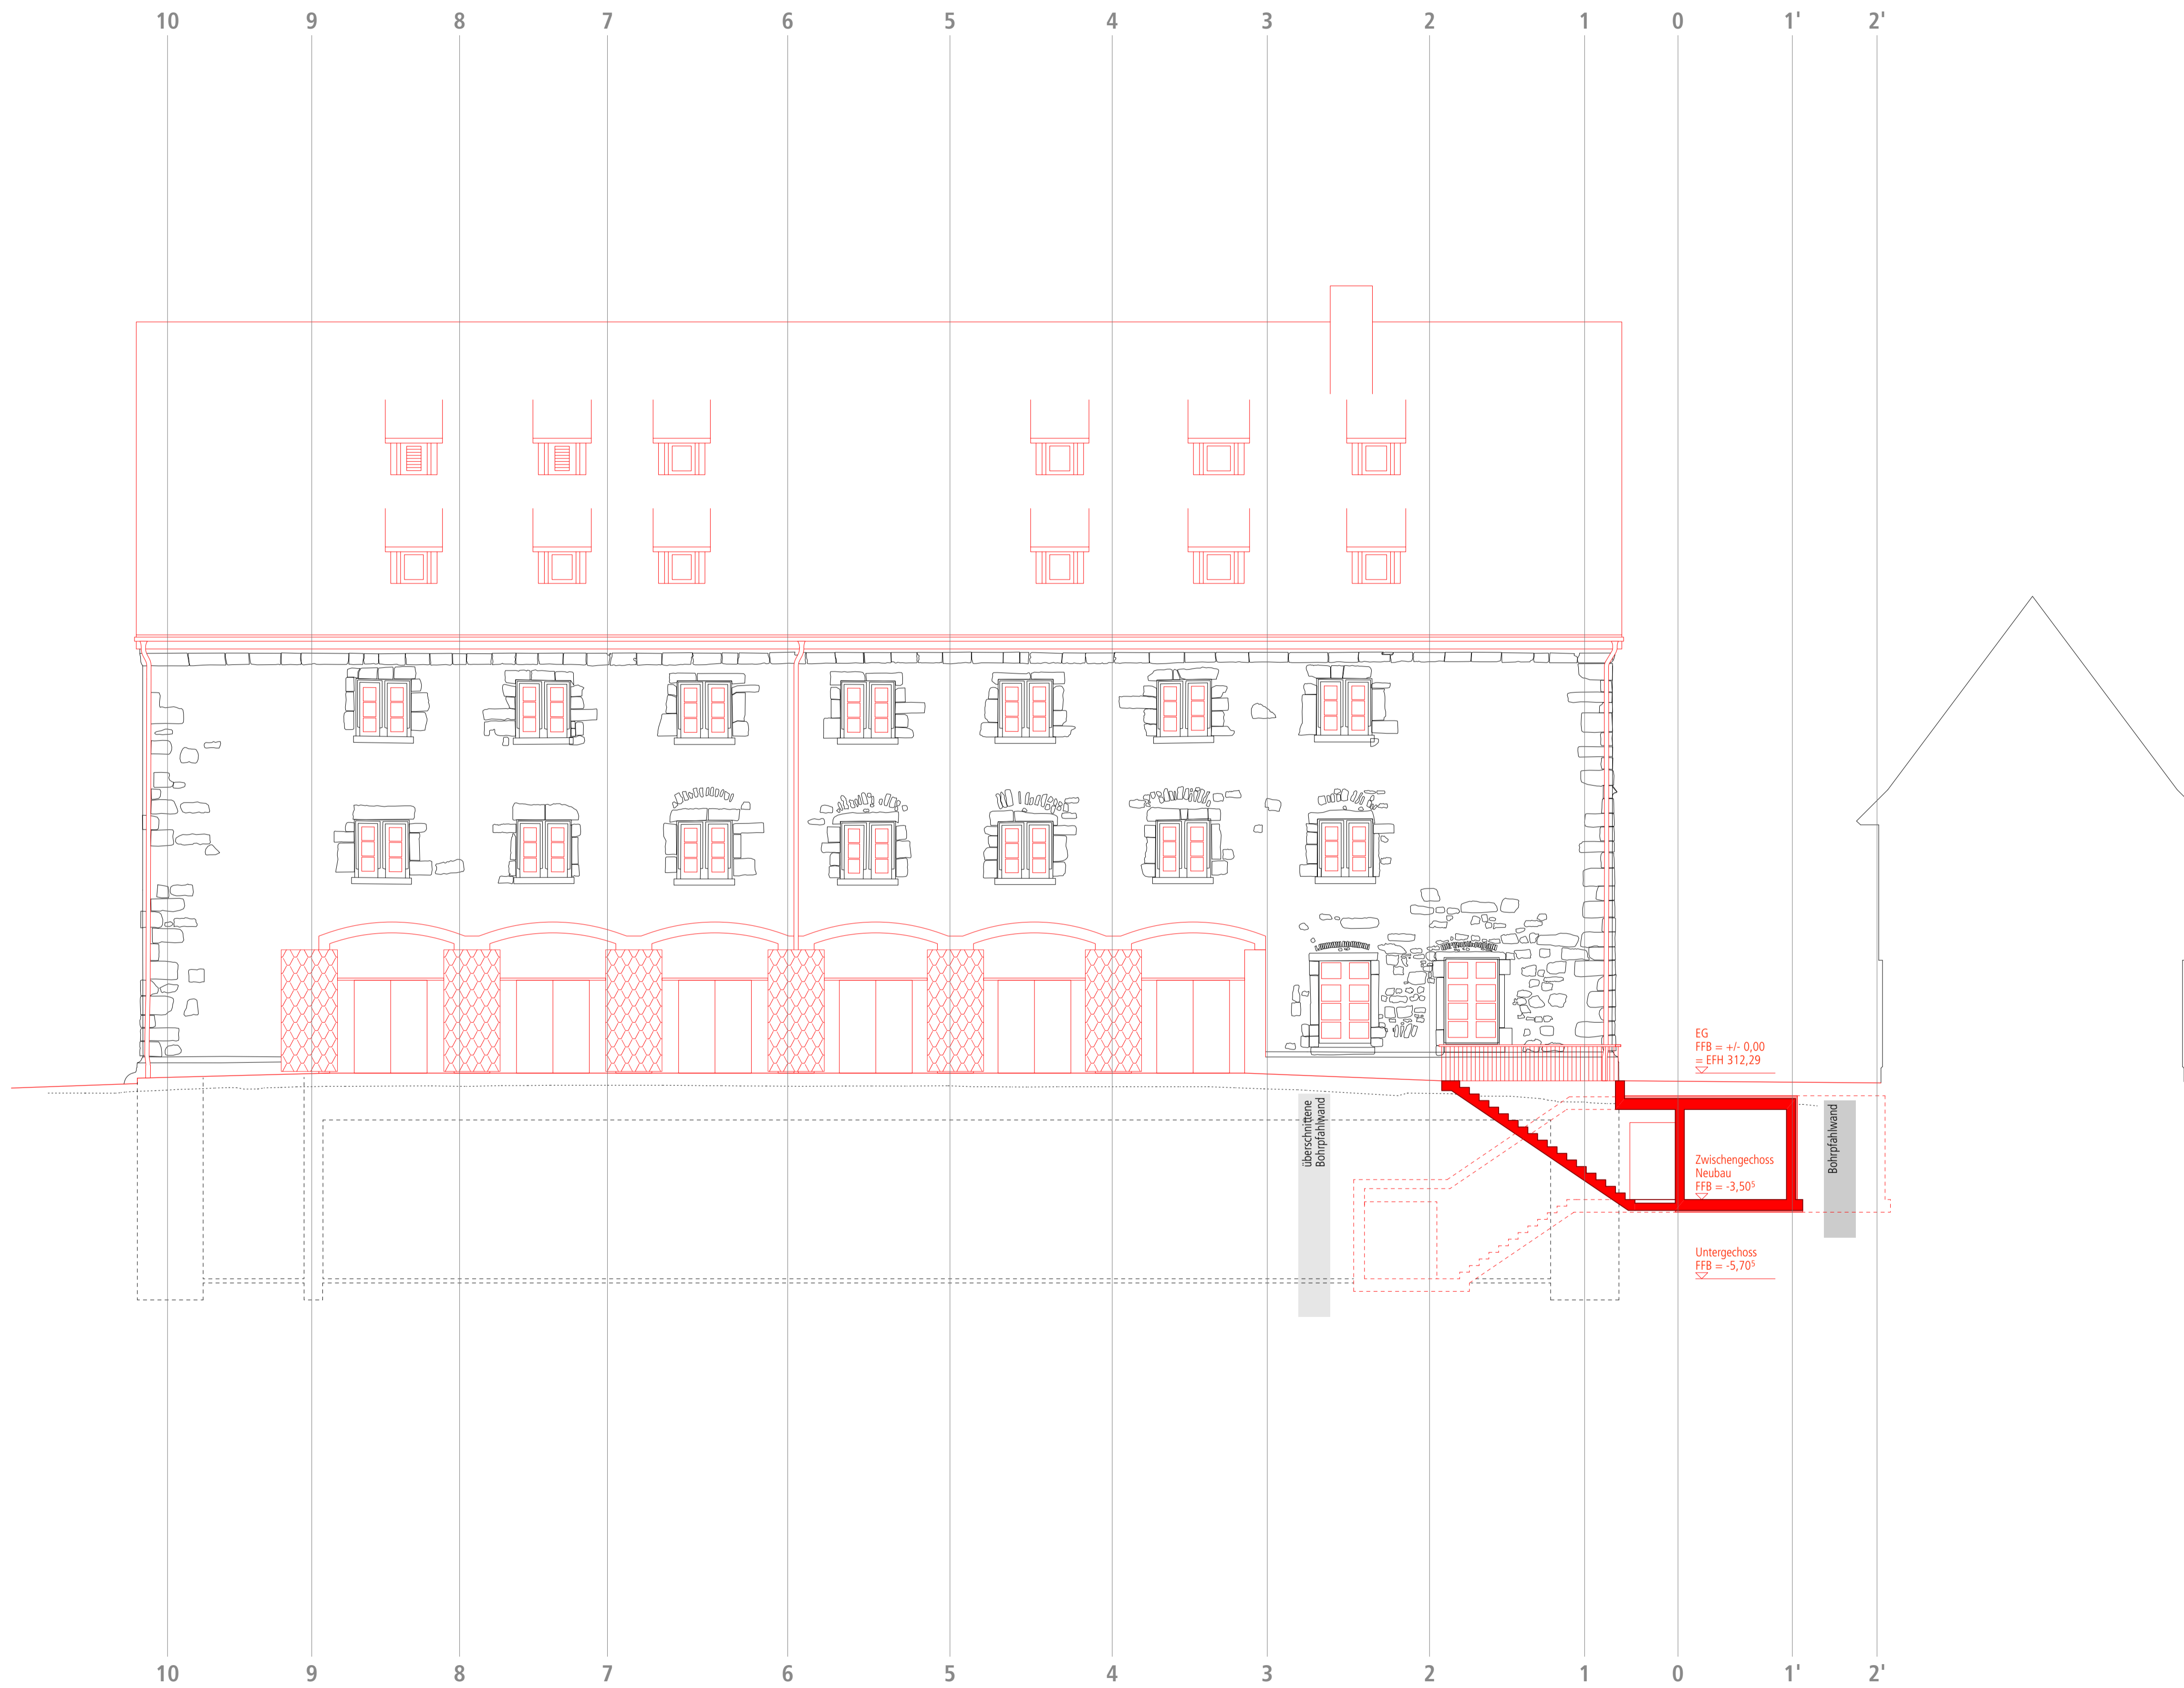 10 9 8 7 6 5 4 3 2 1 0 1' 2'
EG
FFB = +/- 0,00
= EFH 312,29
überschnittene
Bohrpfahlwand
Bohrpfahlwand
Zwischengechoss
Neubau
FFB = -3,50⁵
Untergechoss
FFB = -5,70⁵
10 9 8 7 6 5 4 3 2 1 0 1' 2'